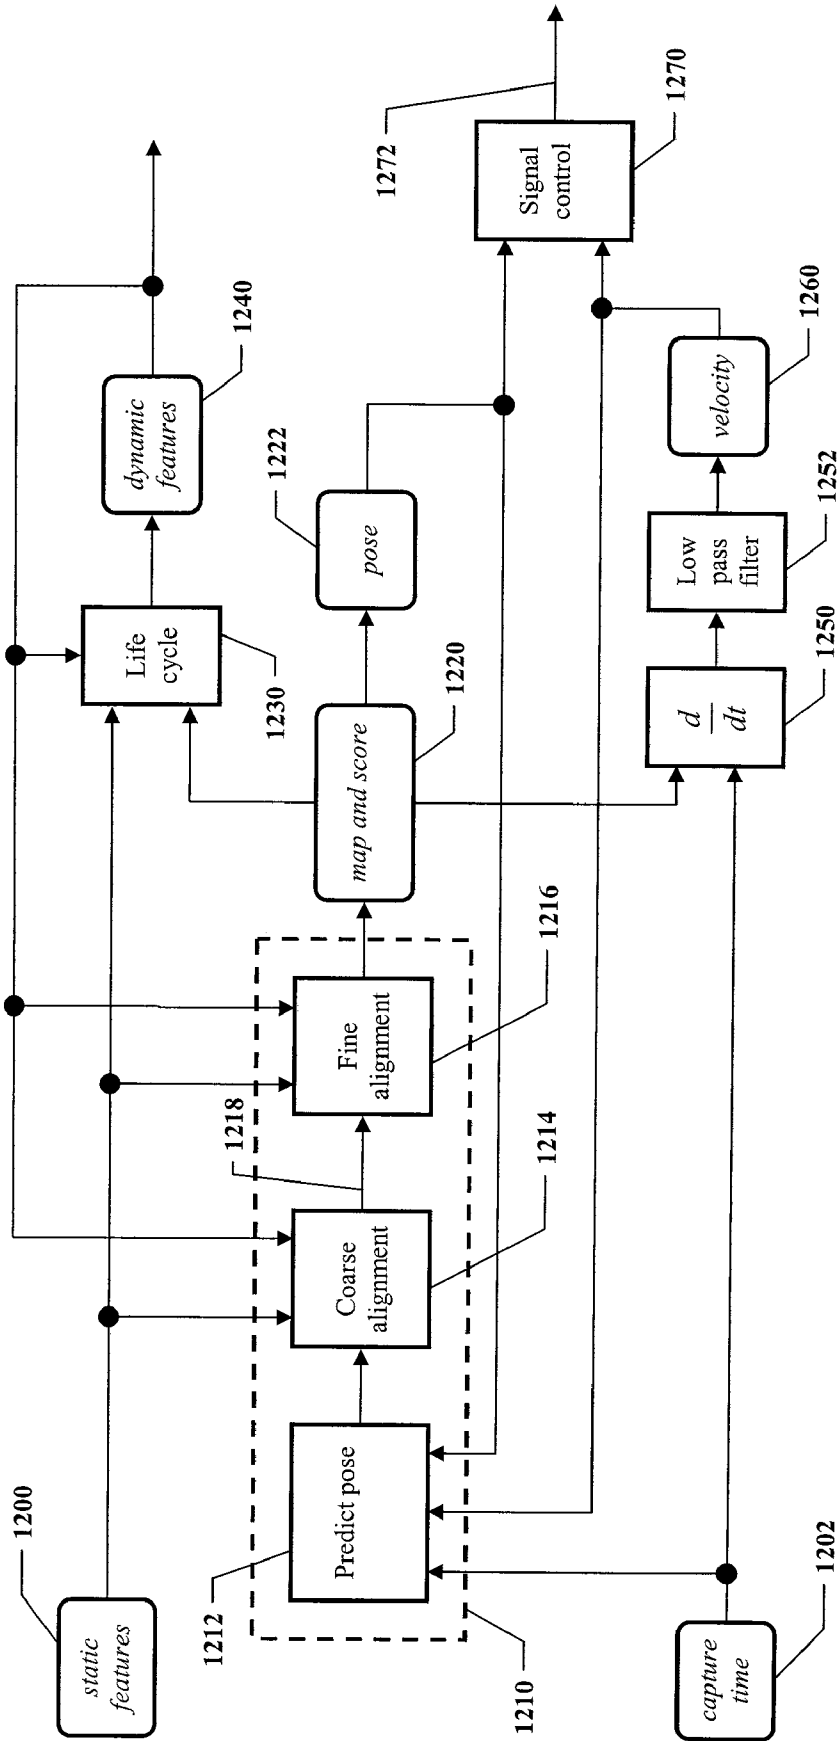 1200
static
features
1202
capture
time
1210
1212
Predict pose
1214
Coarse
alignment
1218
1216
Fine
alignment
1220
map and score
1222
pose
1230
Life
cycle
1240
dynamic
features
1250
d
dt
1252
Low
pass
filter
1260
velocity
1270
Signal
control
1272